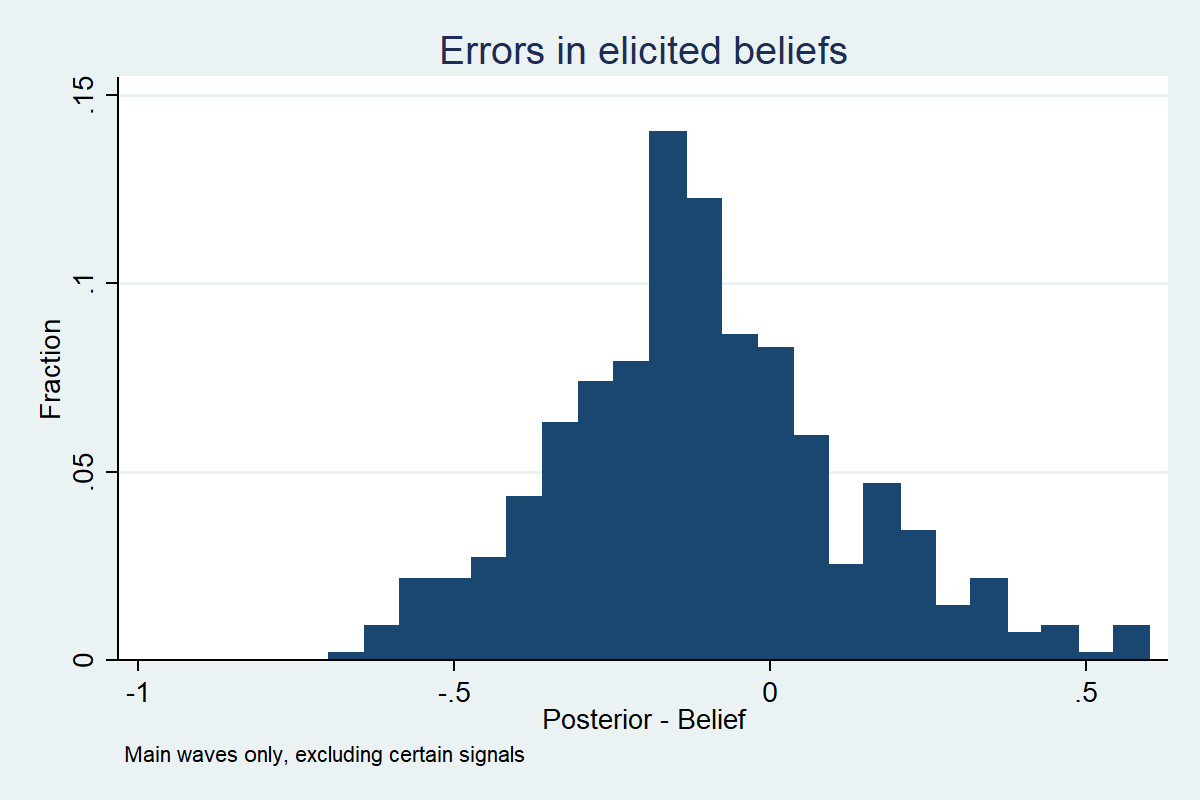 Errors in elicited beliefs
Fraction
.15
.1
.05
0
-1
-.5
0
.5
Posterior - Belief
Main waves only, excluding certain signals